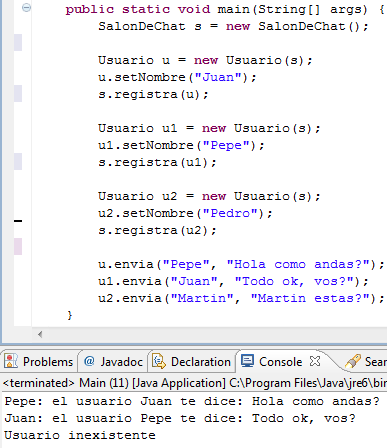 public static void main(String[] args) {
SalonDeChat s = new SalonDeChat();
Usuario u = new Usuario(s);
u.setNombre("Juan");
s.registra(u);
Usuario u1 = new Usuario(s);
u1.setNombre("Pepe");
s.registra(u1);
Usuario u2 = new Usuario(s);
u2.setNombre("Pedro");
s.registra(u2);
u.envia("Pepe", "Hola como andas?");
u1.envia("Juan", "Todo ok, vos?");
u2.envia("Martin", "Martin estas?");
}
Problems @ Javadoc Declaration Console Sear
<terminated> Main (11) [Java Application] C:\Program Files\Java\jre6\bin
Pepe: el usuario Juan te dice: Hola como andas?
Juan: el usuario Pepe te dice: Todo ok, vos?
Usuario inexistente